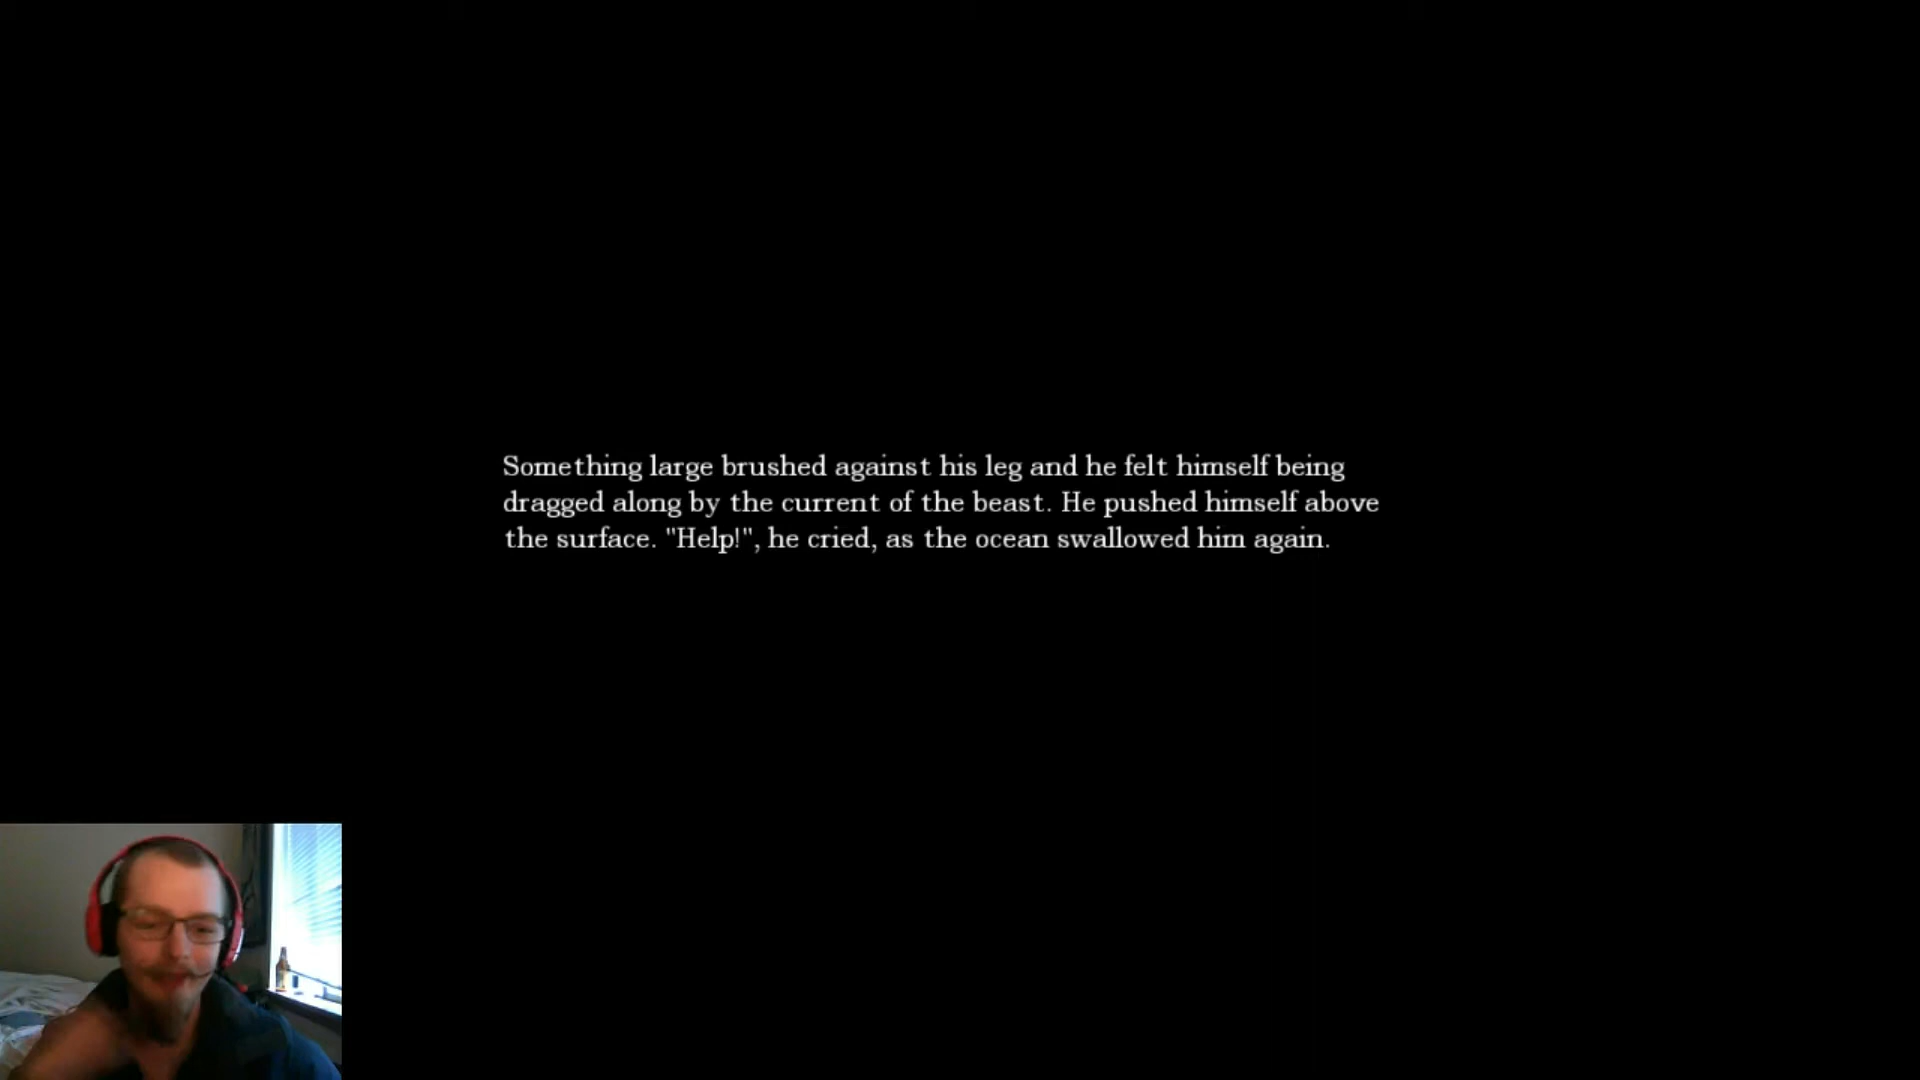 Something large brushed against his leg and he felt himself being
dragged along by the current of the beast. He pushed himself above
the surface. "Help!", he cried, as the ocean swallowed him again.